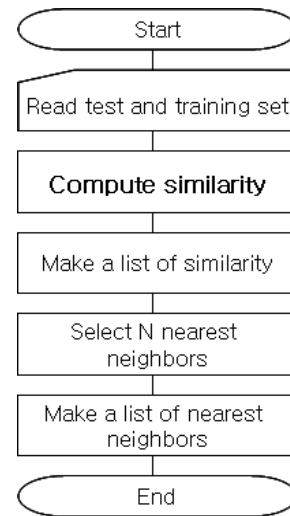 Start
Read test and training set
Compute similarity
Make a list of similarity
Select N nearest
neighbors
Make a list of nearest
neighbors
End